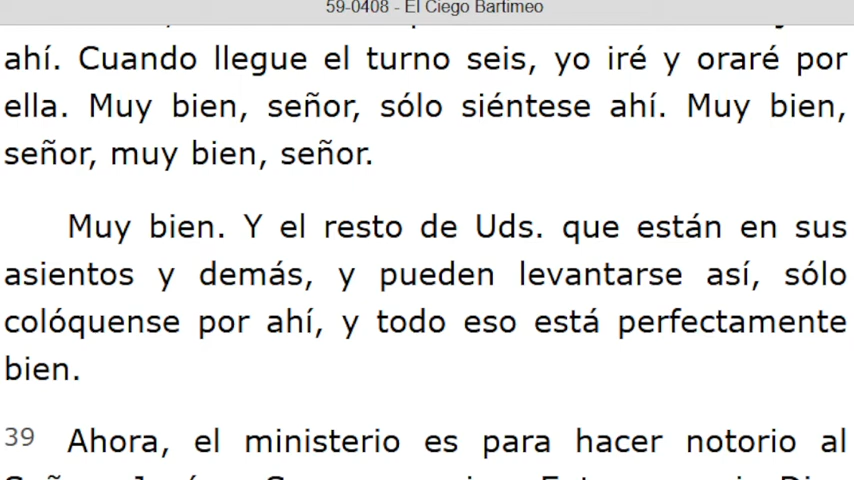 59-0408 - El Ciego Bartimeo
ahí. Cuando llegue el turno seis, yo iré y oraré por
ella. Muy bien, señor, sólo siéntese ahí. Muy bien,
señor, muy bien, señor.
Muy bien. Y el resto de Uds. que están en sus
asientos y demás, y pueden levantarse así, sólo
colóquense por ahí, y todo eso está perfectamente
bien.
39 Ahora, el ministerio es para hacer notorio al